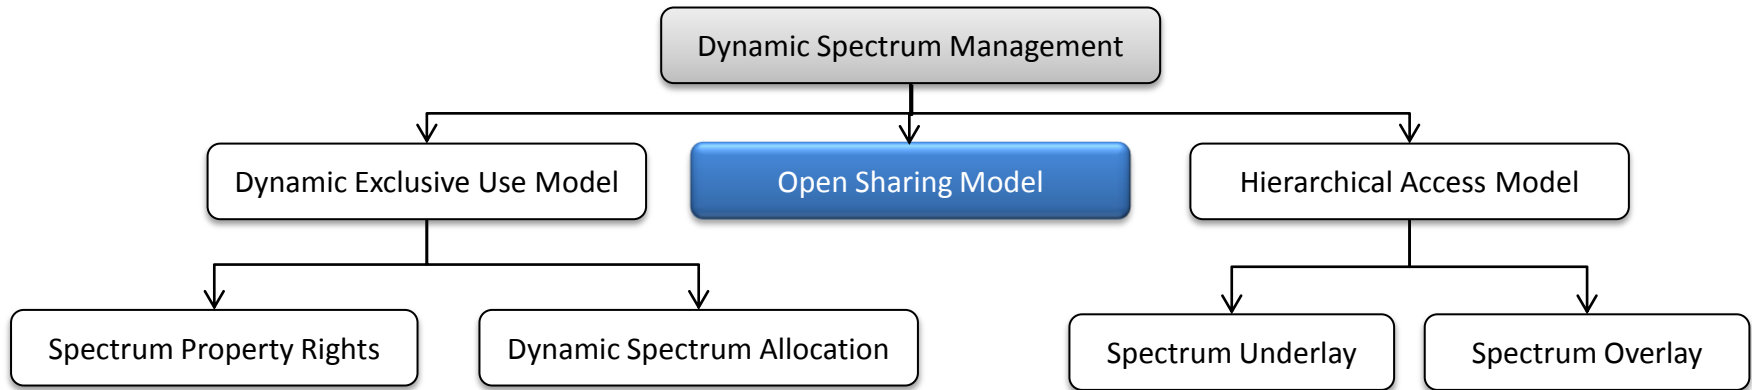 Dynamic Spectrum Management
Dynamic Exclusive Use Model
Open Sharing Model
Hierarchical Access Model
Spectrum Property Rights
Dynamic Spectrum Allocation
Spectrum Underlay
Spectrum Overlay